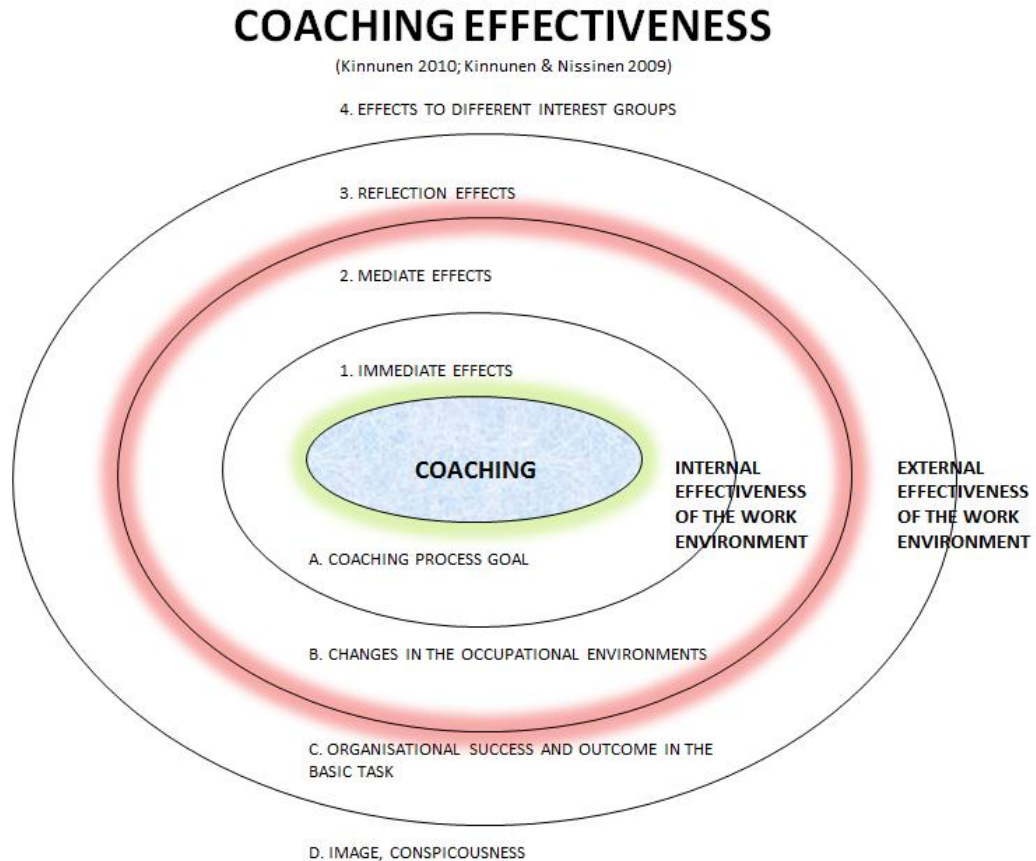 COACHING EFFECTIVENESS
(Kinnunen 2010; Kinnunen & Nissinen 2009)
4. EFFECTS TO DIFFERENT INTEREST GROUPS
3. REFLECTION EFFECTS
2. MEDIATE EFFECTS
1. IMMEDIATE EFFECTS
COACHING
INTERNAL
EFFECTIVENESS
OF THE WORK
ENVIRONMENT
EXTERNAL
EFFECTIVENESS
OF THE WORK
ENVIRONMENT
A. COACHING PROCESS GOAL
B. CHANGES IN THE OCCUPATIONAL ENVIRONMENTS
C. ORGANISATIONAL SUCCESS AND OUTCOME IN THE
BASIC TASK
D. IMAGE, CONSPICOUSNESS